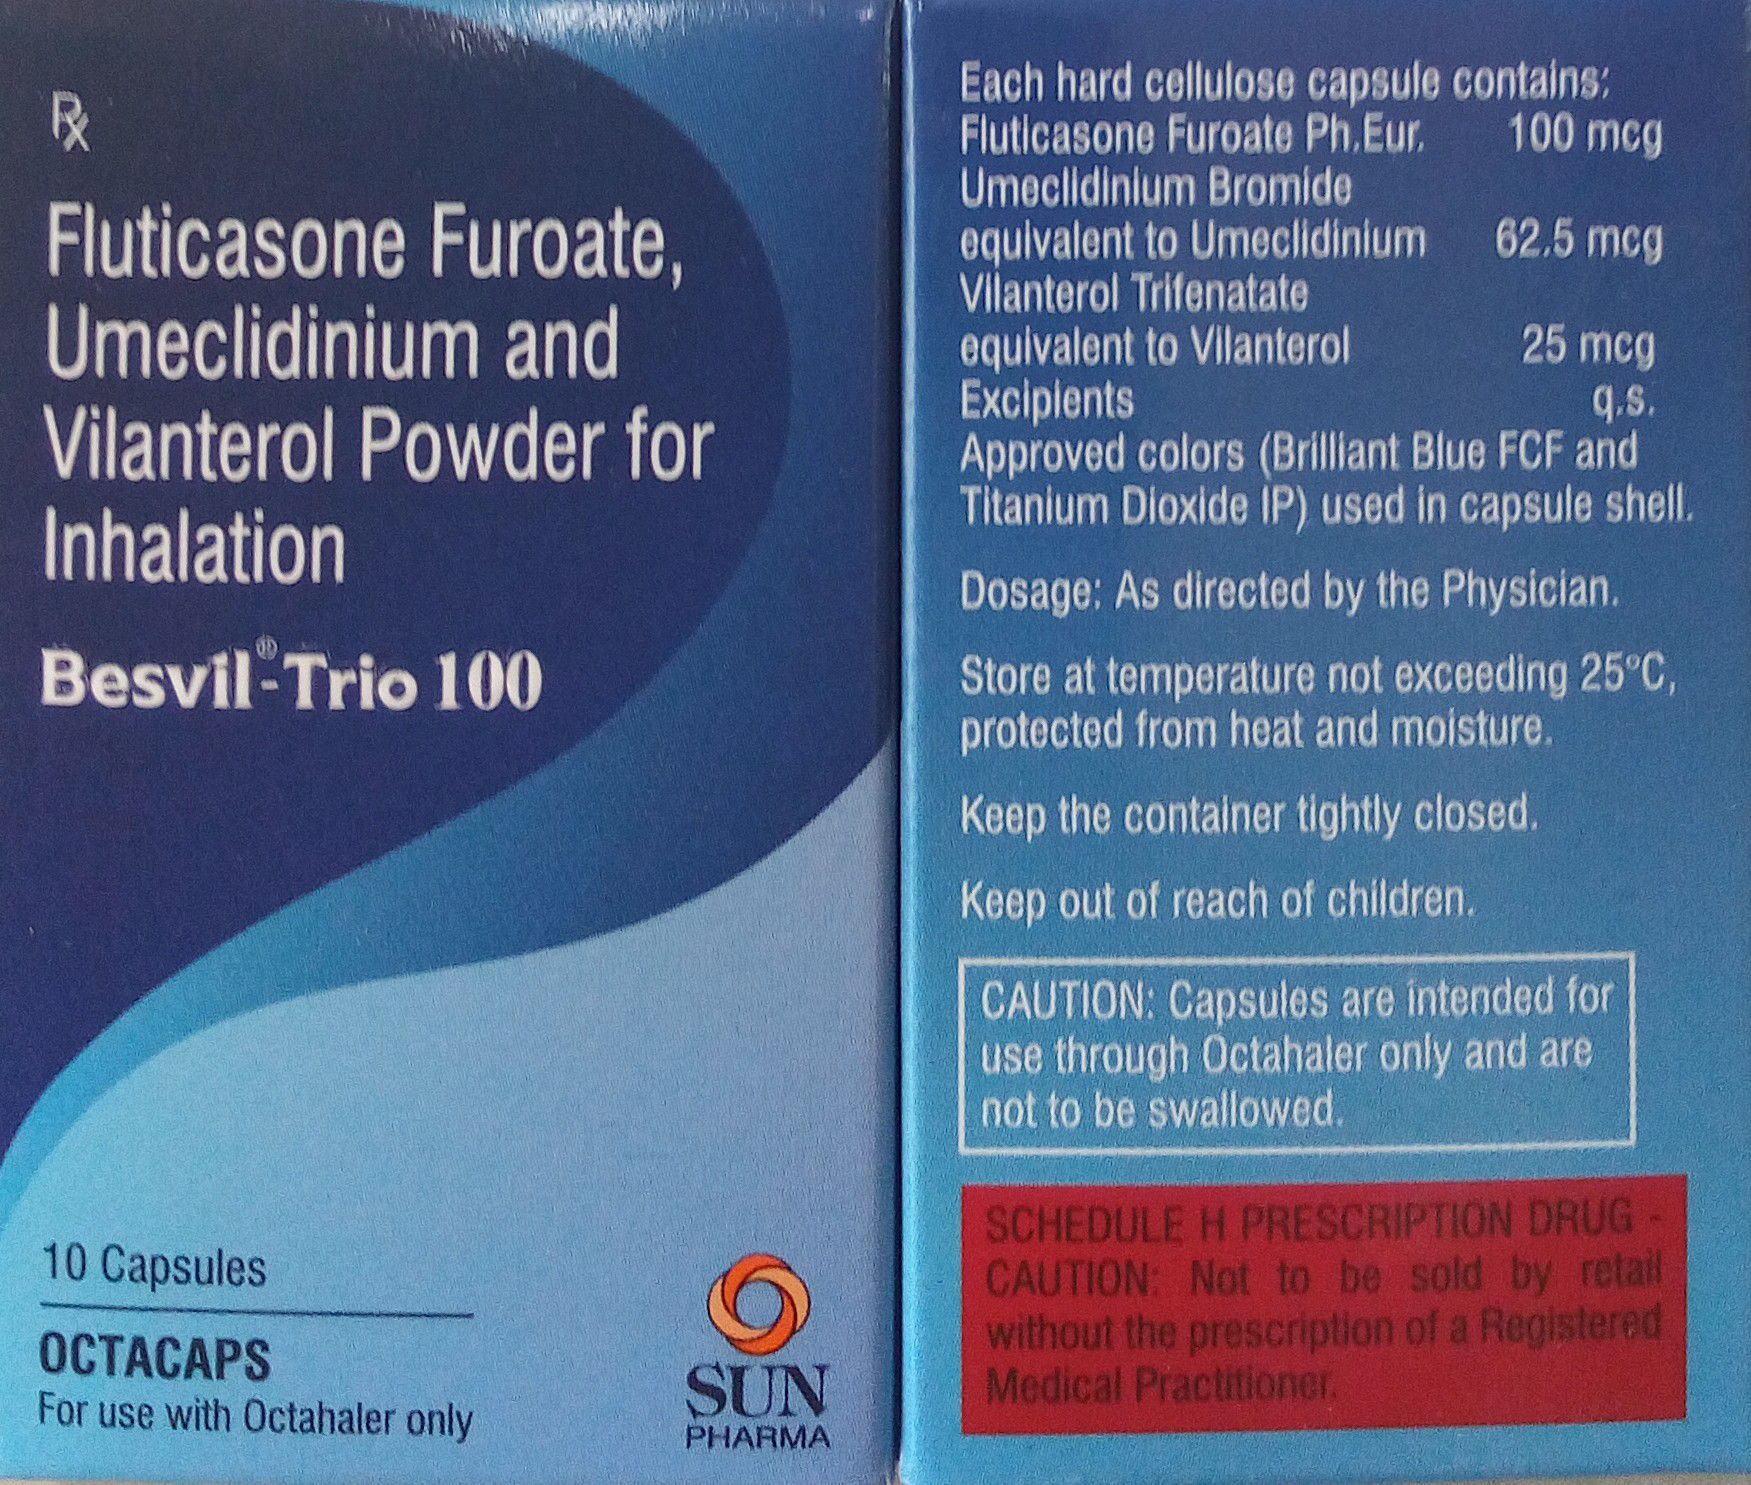 Rx
Fluticasone Furoate,
Umeclidinium and
Vilanterol Powder for
Inhalation
Besvil®-Trio 100
10 Capsules
OCTACAPS
For use with Octahaler only
SUN
PHARMA
Each hard cellulose capsule contains:
Fluticasone Furoate Ph.Eur. 100 mcg
Umeclidinium Bromide
equivalent to Umeclidinium 62.5 mcg
Vilanterol Trifenatate
equivalent to Vilanterol 25 mcg
Excipients q.s.
Approved colors (Brilliant Blue FCF and
Titanium Dioxide IP) used in capsule shell.
Dosage: As directed by the Physician.
Store at temperature not exceeding 25°C,
protected from heat and moisture.
Keep the container tightly closed.
Keep out of reach of children.
CAUTION: Capsules are intended for
use through Octahaler only and are
not to be swallowed.
SCHEDULE H PRESCRIPTION DRUG -
CAUTION: Not to be sold by retail
without the prescription of a Registered
Medical Practitioner.